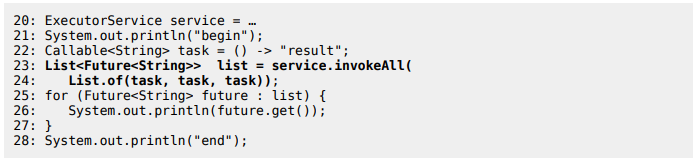 20: ExecutorService service = …
21: System.out.println("begin");
22: Callable<String> task = () -> "result";
23: List<Future<String>>  list = service.invokeAll(
24:    List.of(task, task, task));
25: for (Future<String> future : list) {
26:    System.out.println(future.get());
27: }
28: System.out.println("end");